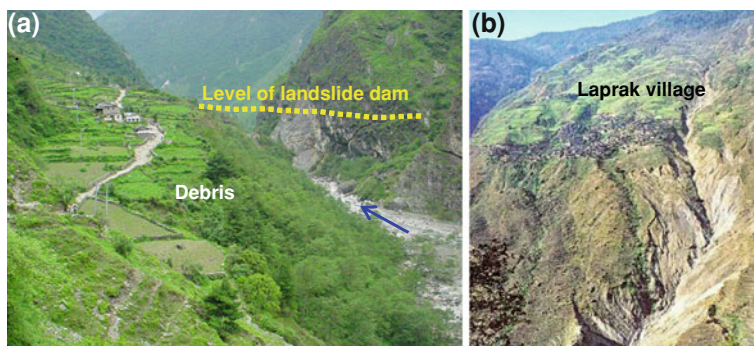 (a)
Level of landslide dam
Debris
(b)
Laprak village